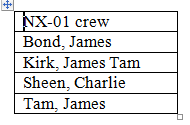 NX-01 crew
Bond, James
Kirk, James Tam
Sheen, Charlie
Tam, James